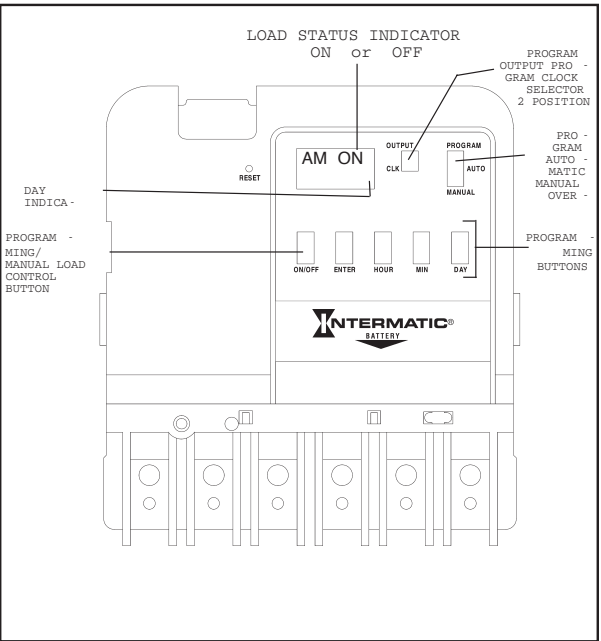 LOAD STATUS INDICATOR
ON or OFF
PROGRAM
OUTPUT PRO -
GRAM CLOCK
SELECTOR
2 POSITION
PRO -
GRAM
AUTO -
MATIC
MANUAL
OVER -
OUTPUT
CLK
PROGRAM
AUTO
MANUAL
AM ON
RESET
DAY
INDICA -
PROGRAM -
MING/
MANUAL LOAD
CONTROL
BUTTON
ON/OFF ENTER HOUR MIN DAY
PROGRAM -
MING
BUTTONS
INTERMATIC®
BATTERY